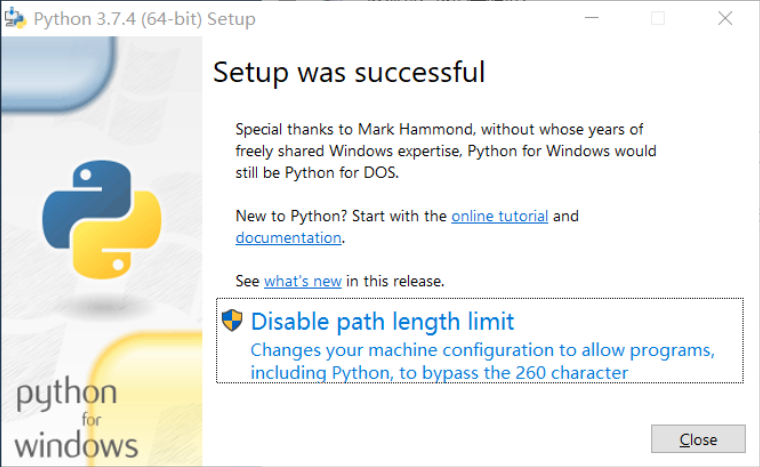 Python 3.7.4 (64-bit) Setup
Setup was successful
Special thanks to Mark Hammond, without whose years of
freely shared Windows expertise, Python for Windows would
still be Python for DOS.
New to Python? Start with the online tutorial and
documentation.
See what's new in this release.
Disable path length limit
Changes your machine configuration to allow programs,
including Python, to bypass the 260 character
python
for
windows
Close